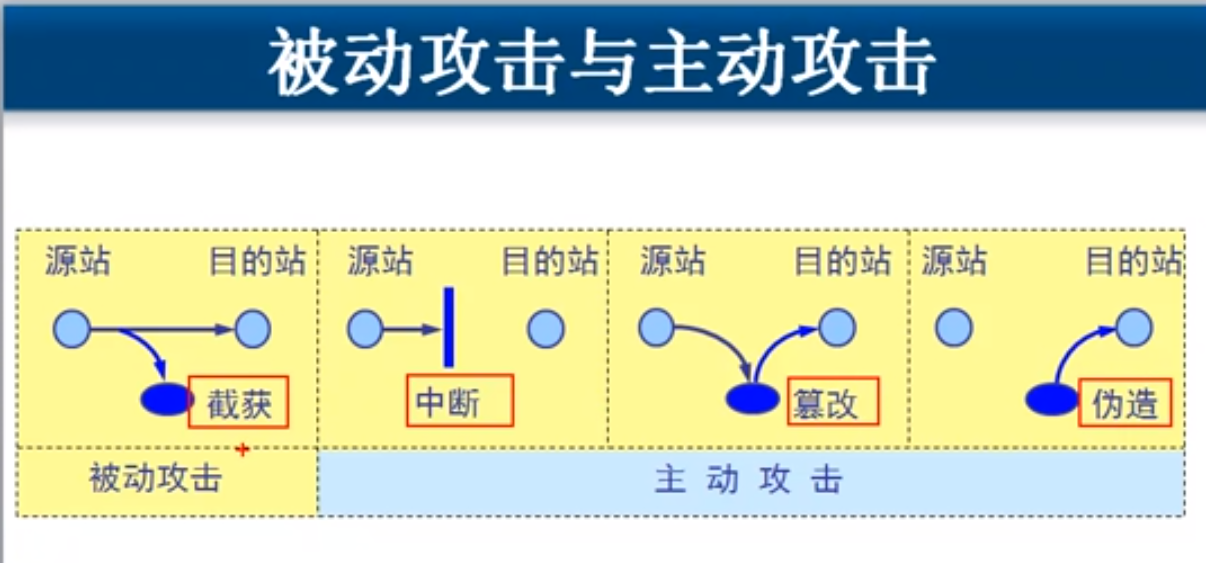 被动攻击与主动攻击
源站 目的站 源站 目的站 源站 目的站 源站 目的站
截获 中断 篡改 伪造
被动攻击 主动攻击